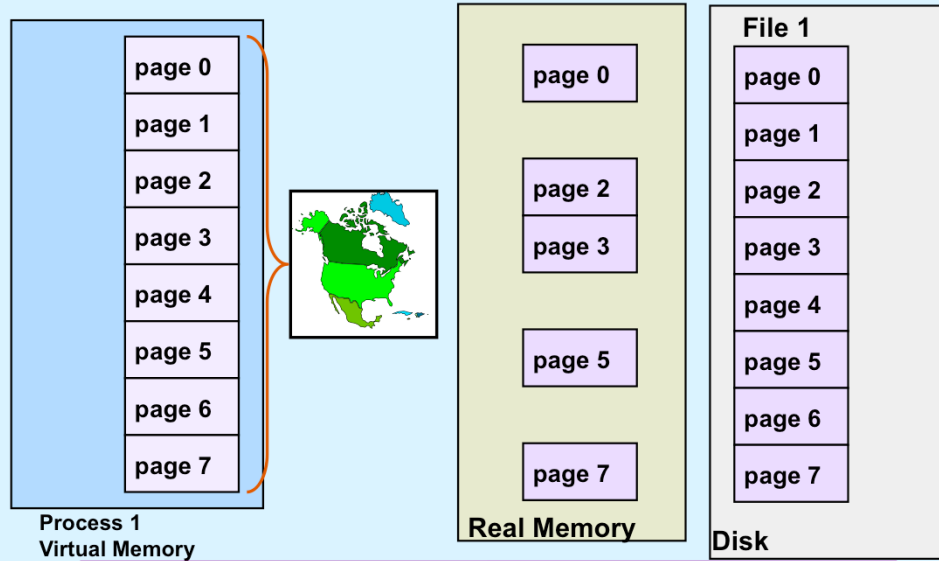 page 0
page 1
page 2
page 3
page 4
page 5
page 6
page 7
Process 1
Virtual Memory
page 0
page 2
page 3
page 5
page 7
Real Memory
File 1
page 0
page 1
page 2
page 3
page 4
page 5
page 6
page 7
Disk